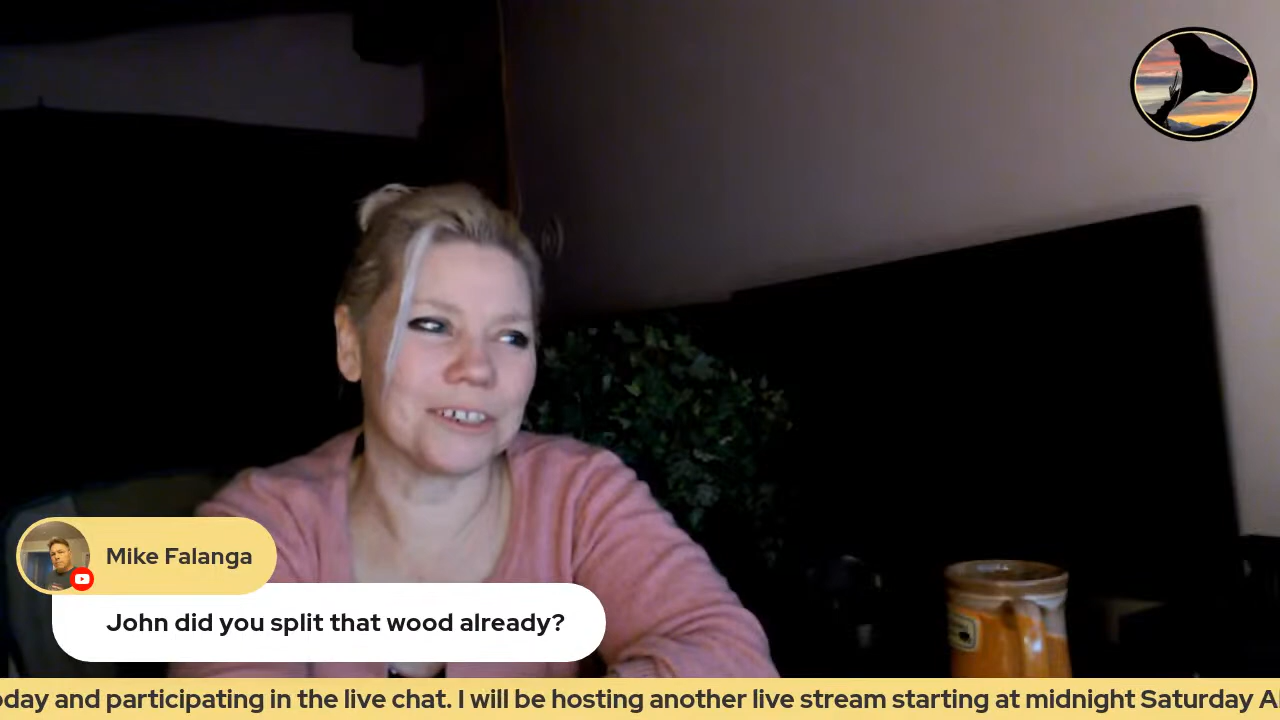 Mike Falanga
John did you split that wood already?
and participating in the live chat. I will be hosting another live stream starting at midnight Saturday